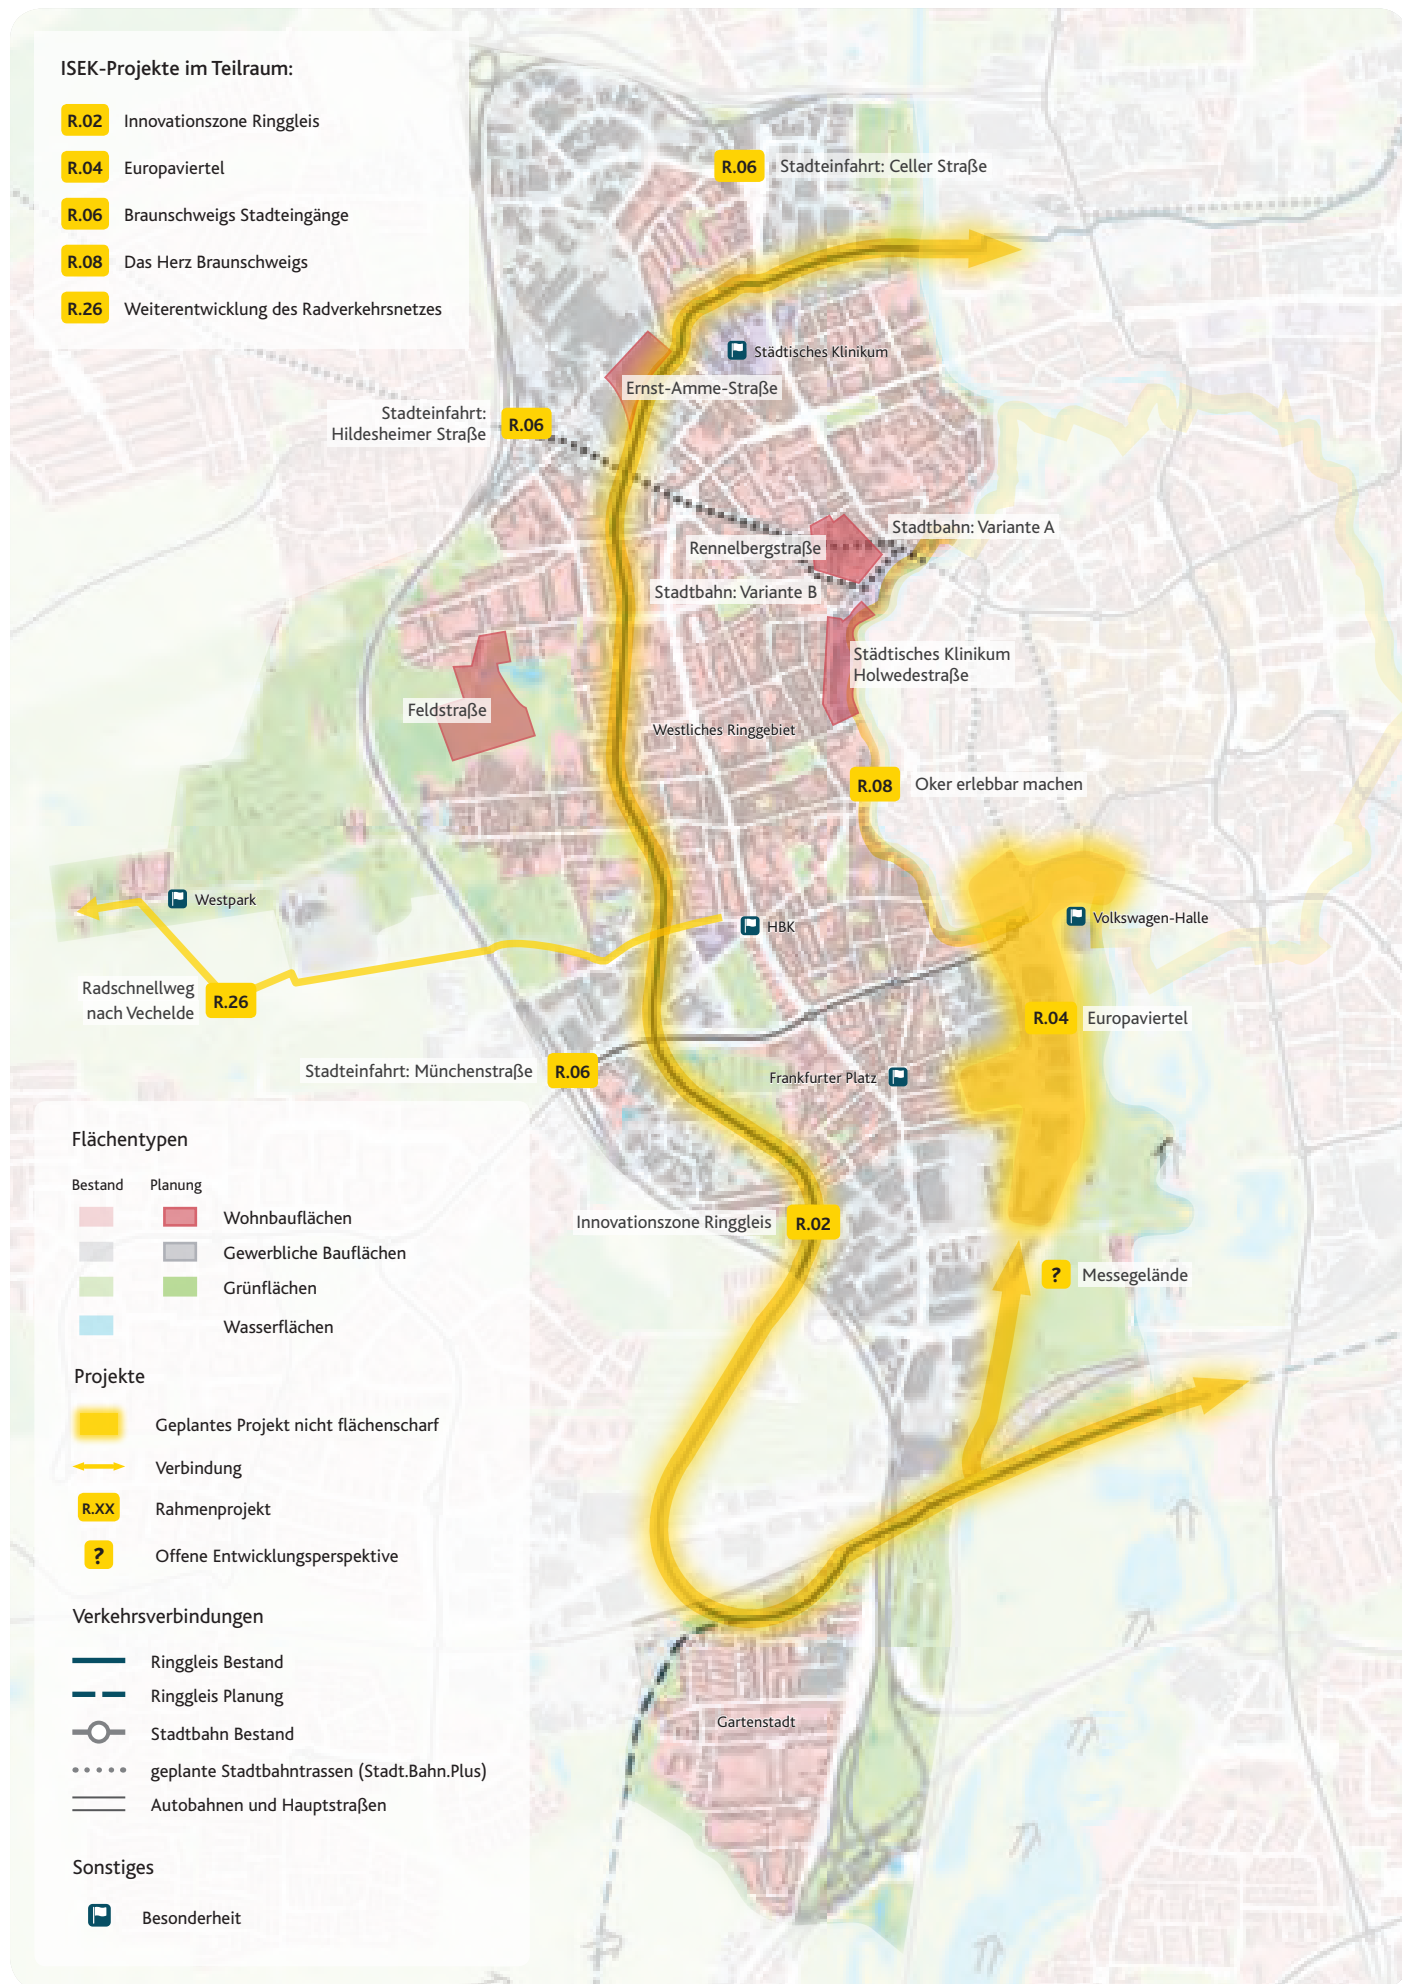 ISEK-Projekte im Teilraum:
R.02 Innovationszone Ringgleis
R.04 Europaviertel
R.06 Braunschweigs Stadteingänge
R.08 Das Herz Braunschweigs
R.26 Weiterentwicklung des Radverkehrsnetzes
R.06 Stadteinfahrt: Celler Straße
Städtisches Klinikum
Ernst-Amme-Straße
Stadteinfahrt:
Hildesheimer Straße
R.06
Stadtbahn: Variante A
Rennelbergstraße
Stadtbahn: Variante B
Städtisches Klinikum
Holwedestraße
Feldstraße
Westliches Ringgebiet
R.08 Oker erlebbar machen
Westpark
HBK
Volkswagen-Halle
Radschnellweg
nach Vechelde
R.26
R.04 Europaviertel
Stadteinfahrt: Münchenstraße R.06
Frankfurter Platz
Innovationszone Ringgleis R.02
? Messegelände
Gartenstadt
Flächentypen
Bestand Planung
Wohnbauflächen
Gewerbliche Bauflächen
Grünflächen
Wasserflächen
Projekte
Geplantes Projekt nicht flächenscharf
Verbindung
R.XX Rahmenprojekt
? Offene Entwicklungsperspektive
Verkehrsverbindungen
Ringgleis Bestand
Ringgleis Planung
Stadtbahn Bestand
geplante Stadtbahntrassen (Stadt.Bahn.Plus)
Autobahnen und Hauptstraßen
Sonstiges
Besonderheit